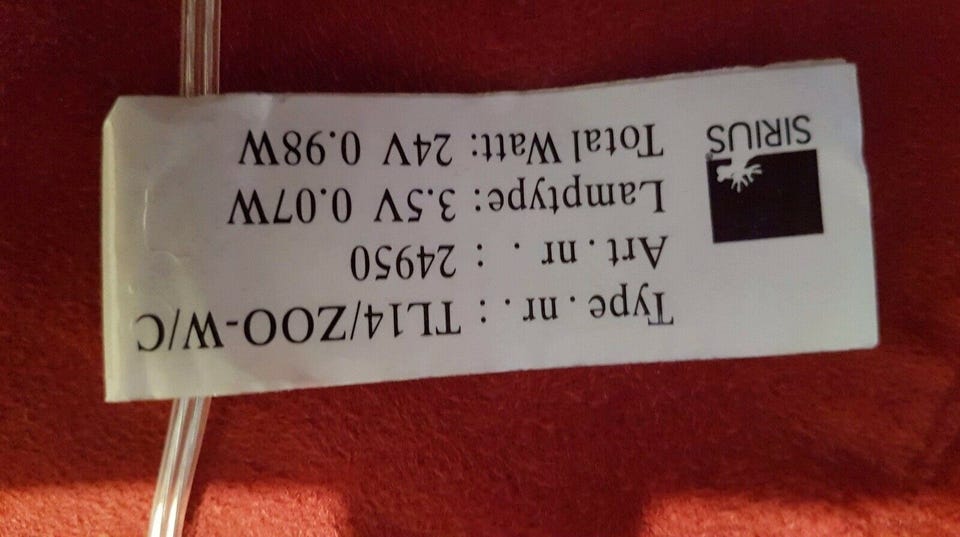 Type.nr. : TL14/ZOO-W/C
Art.nr. : 24950
Lamptype: 3.5V 0.07W
Total Watt: 24V 0.98W
SIRIUS